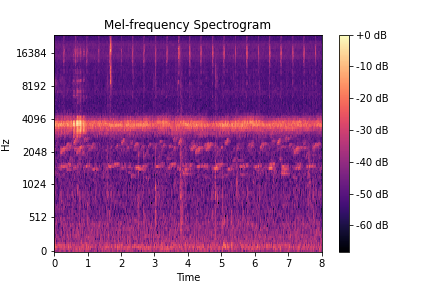 Mel-frequency Spectrogram
Hz
16384
8192
4096
2048
1024
512
0
0 1 2 3 4 5 6 7 8
Time
+0 dB
-10 dB
-20 dB
-30 dB
-40 dB
-50 dB
-60 dB